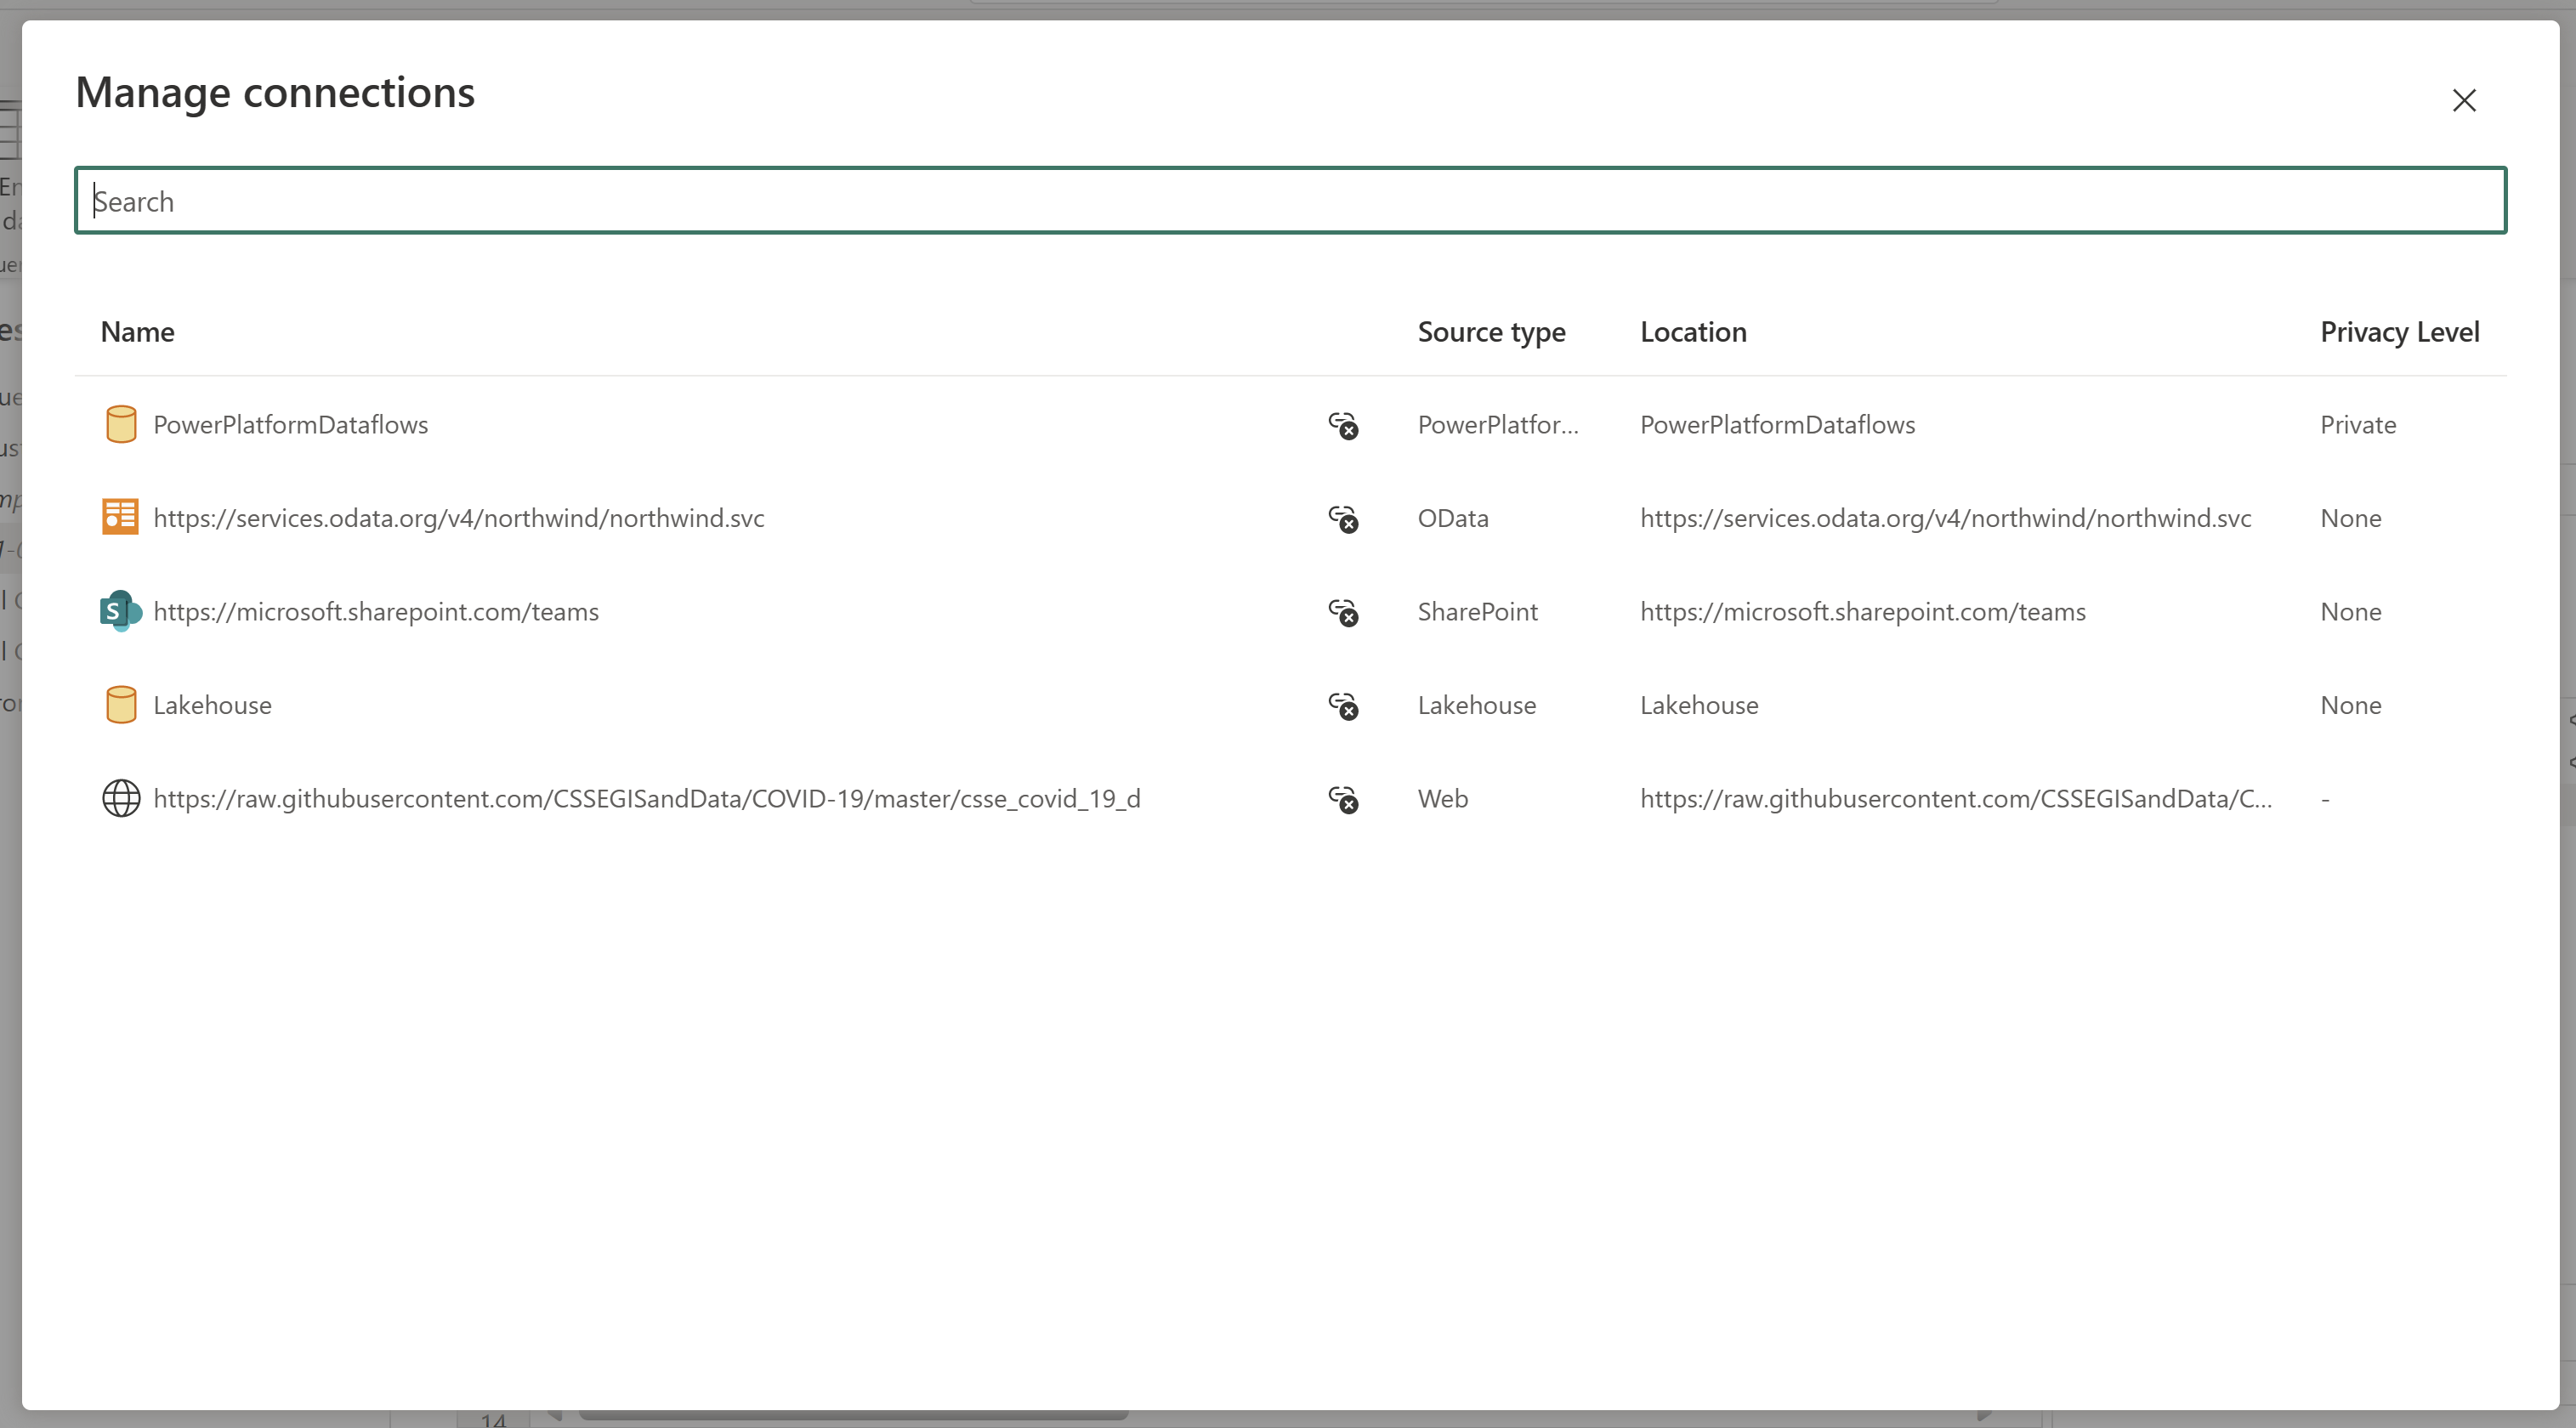 Manage connections
Search
Name Source type Location Privacy Level
PowerPlatformDataflows PowerPlatfor... PowerPlatformDataflows Private
https://services.odata.org/v4/northwind/northwind.svc OData https://services.odata.org/v4/northwind/northwind.svc None
https://microsoft.sharepoint.com/teams SharePoint https://microsoft.sharepoint.com/teams None
Lakehouse Lakehouse Lakehouse None
https://raw.githubusercontent.com/CSSEGISandData/COVID-19/master/csse_covid_19_d Web https://raw.githubusercontent.com/CSSEGISandData/C... -
14